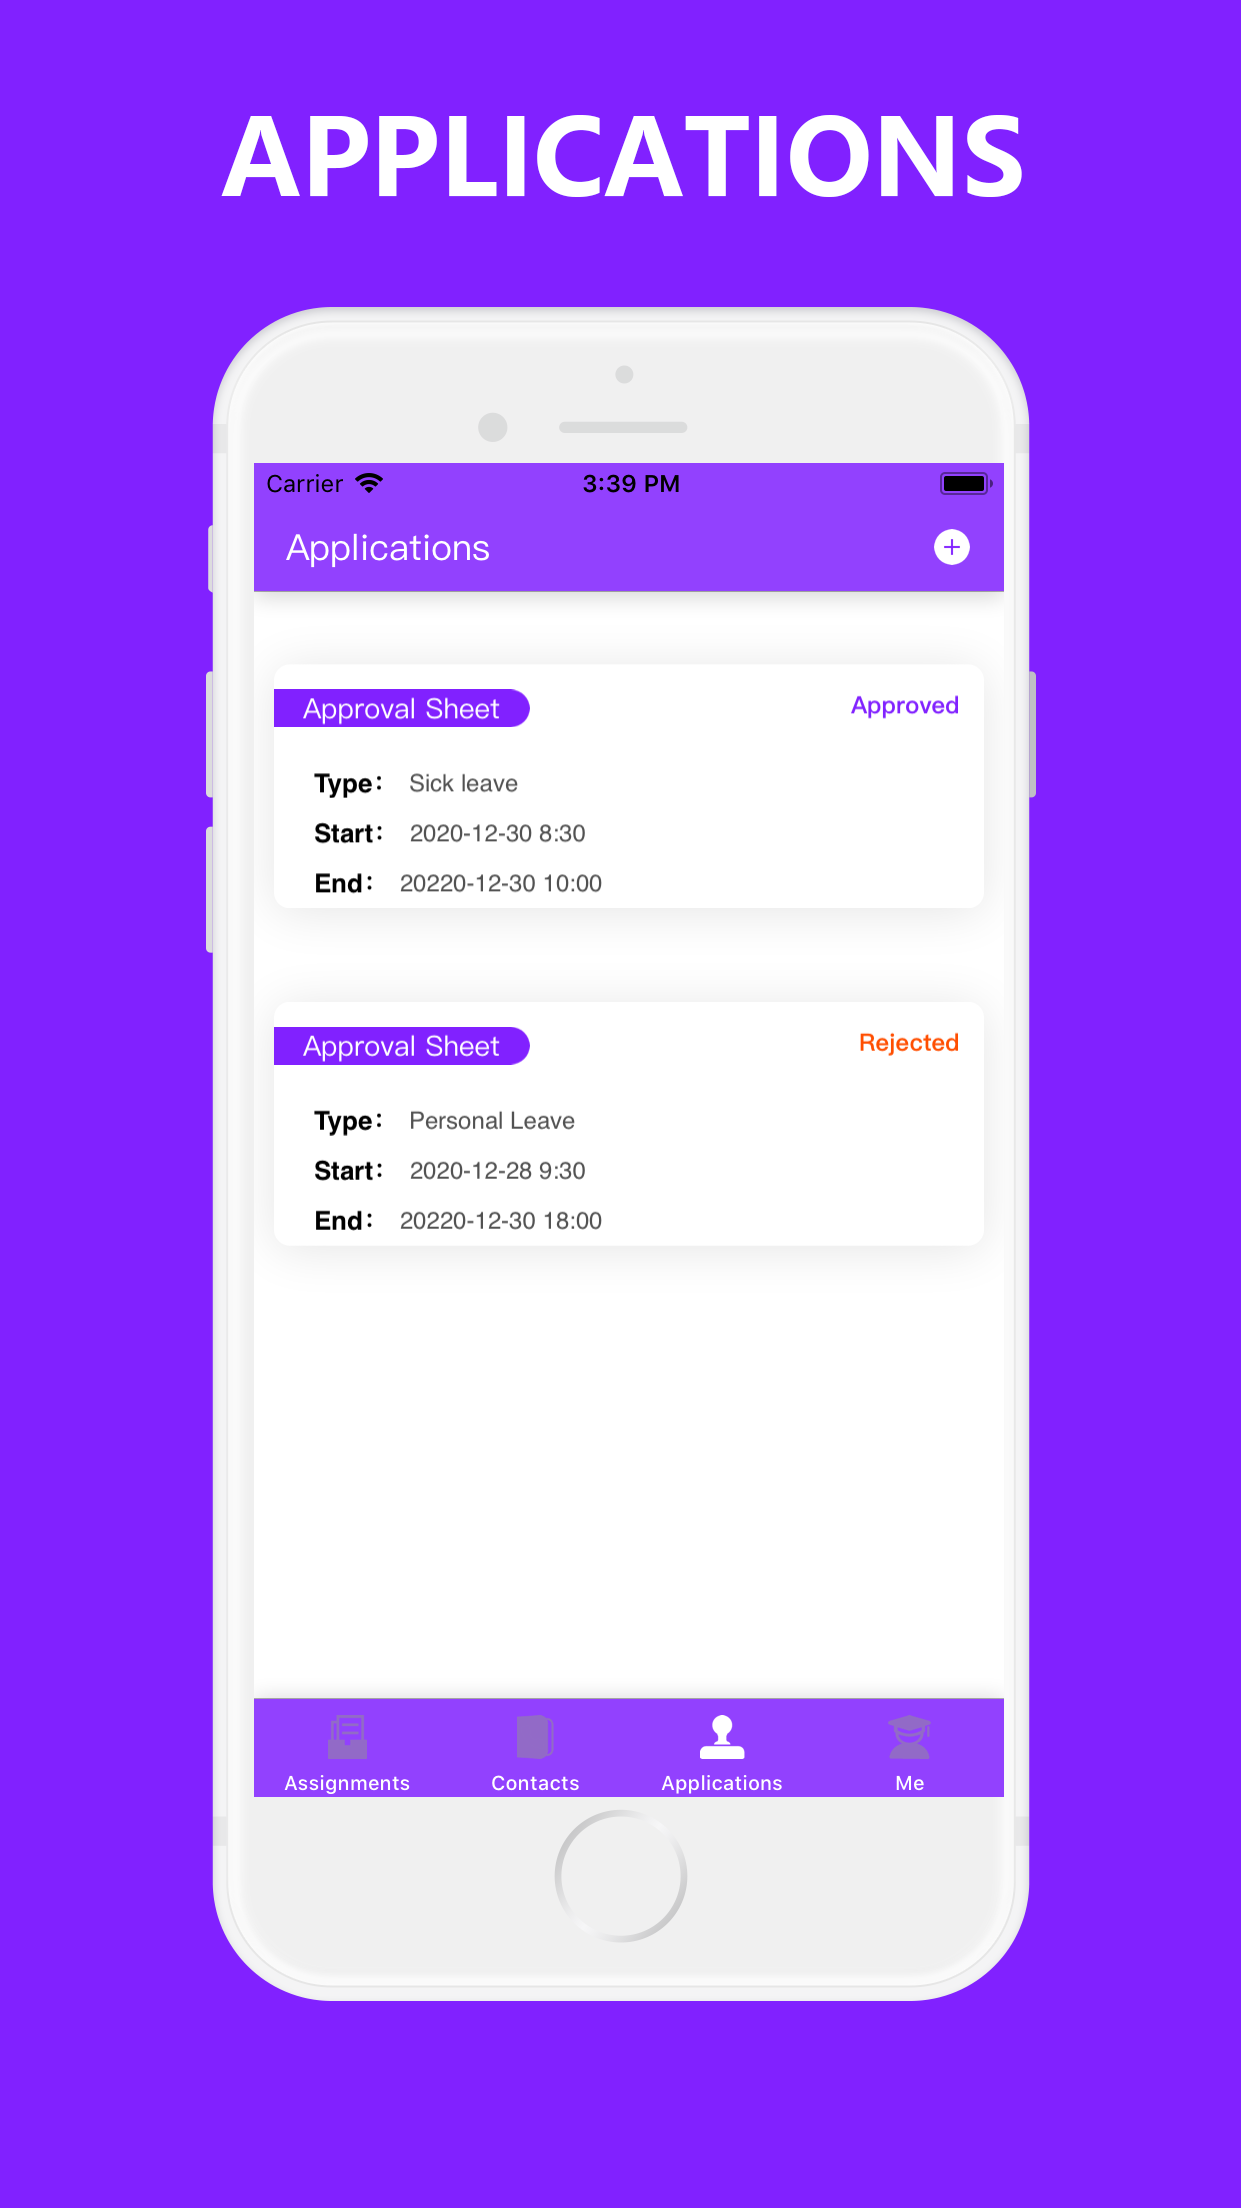 APPLICATIONS
Carrier 3:39 PM
Applications
Approval Sheet Approved
Type： Sick leave
Start： 2020-12-30 8:30
End： 20220-12-30 10:00
Approval Sheet Rejected
Type： Personal Leave
Start： 2020-12-28 9:30
End： 20220-12-30 18:00
Assignments Contacts Applications Me